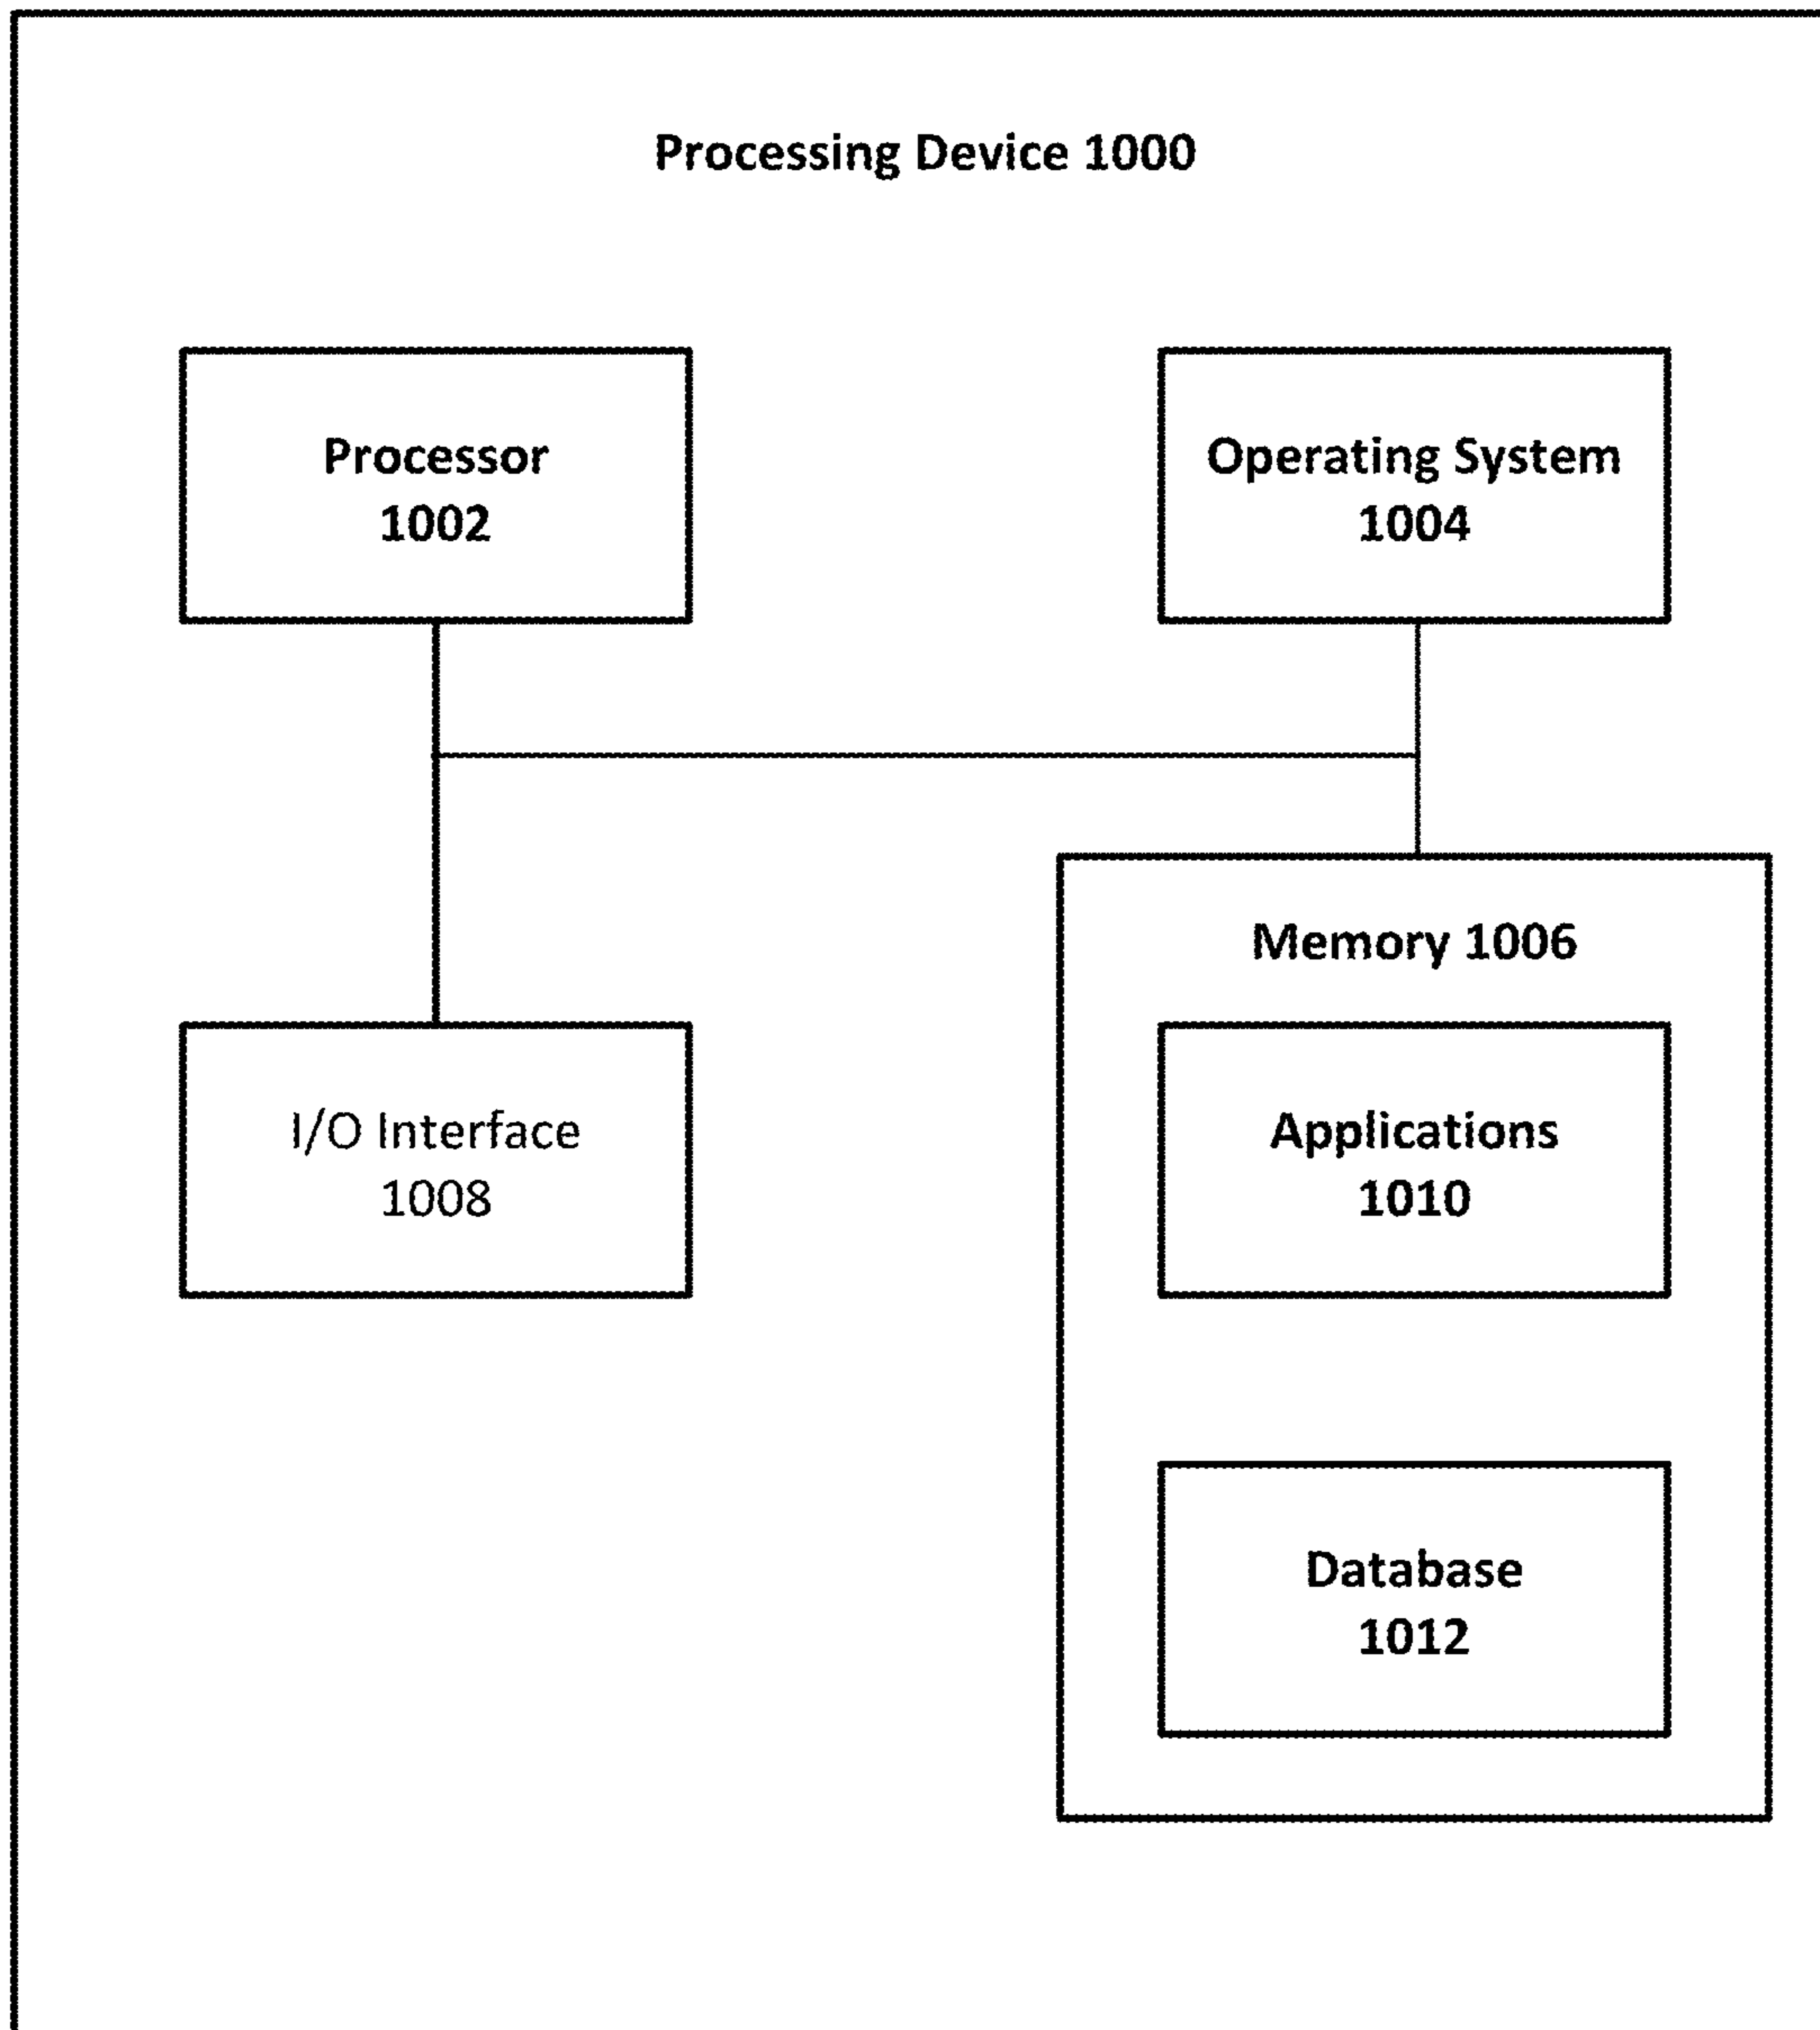 Processing Device 1000
Processor
1002
Operating System
1004
Memory 1006
I/O Interface
1008
Applications
1010
Database
1012